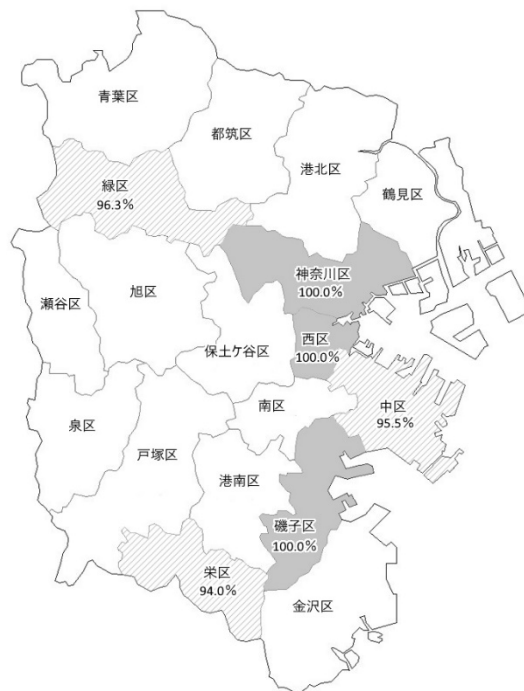 青葉区
都筑区
港北区
緑区
96.3%
鶴見区
神奈川区
100.0%
瀬谷区
旭区
西区
100.0%
保土ケ谷区
南区
中区
95.5%
泉区
戸塚区
港南区
磯子区
100.0%
栄区
94.0%
金沢区